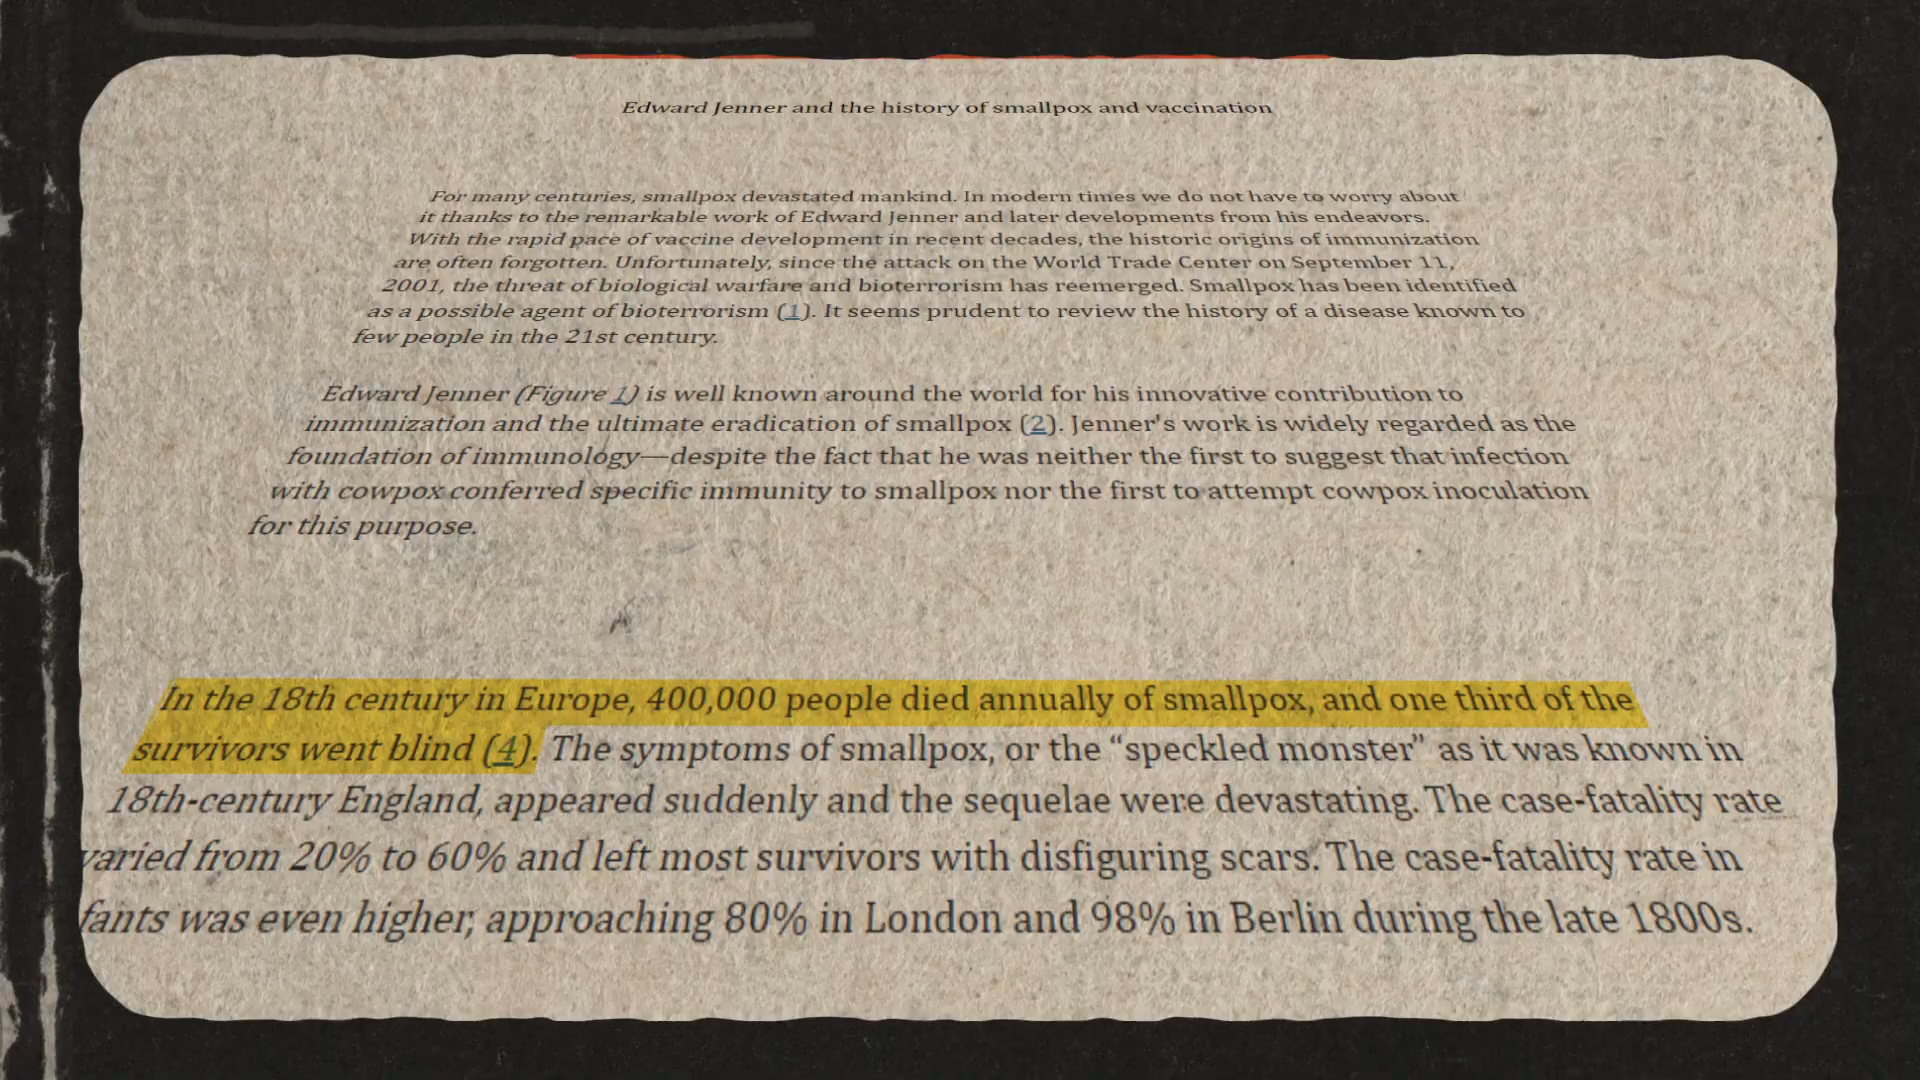 Edward Jenner and the history of smallpox and vaccination
For many centuries, smallpox devastated mankind. In modern times we do not have to worry about
it thanks to the remarkable work of Edward Jenner and later developments from his endeavors.
With the rapid pace of vaccine development in recent decades, the historic origins of immunization
are often forgotten. Unfortunately, since the attack on the World Trade Center on September 11,
2001, the threat of biological warfare and bioterrorism has reemerged. Smallpox has been identified
as a possible agent of bioterrorism (1). It seems prudent to review the history of a disease known to
few people in the 21st century.
Edward Jenner (Figure 1) is well known around the world for his innovative contribution to
immunization and the ultimate eradication of smallpox (2). Jenner's work is widely regarded as the
foundation of immunology—despite the fact that he was neither the first to suggest that infection
with cowpox conferred specific immunity to smallpox nor the first to attempt cowpox inoculation
for this purpose.
In the 18th century in Europe, 400,000 people died annually of smallpox, and one third of the
survivors went blind (4). The symptoms of smallpox, or the “speckled monster” as it was known in
18th-century England, appeared suddenly and the sequelae were devastating. The case-fatality rate
varied from 20% to 60% and left most survivors with disfiguring scars. The case-fatality rate in
fants was even higher, approaching 80% in London and 98% in Berlin during the late 1800s.